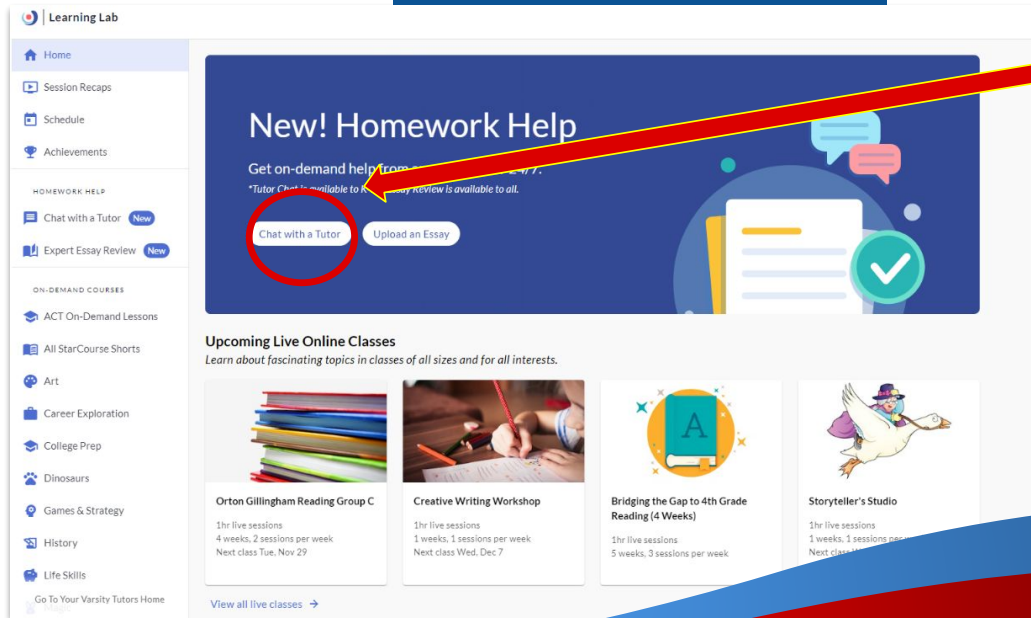 Learning Lab
Home
Session Recaps
Schedule
Achievements
HOMEWORK HELP
Chat with a Tutor New
Expert Essay Review New
ON-DEMAND COURSES
ACT On-Demand Lessons
All StarCourse Shorts
Art
Career Exploration
College Prep
Dinosaurs
Games & Strategy
History
Life Skills
Go To Your Varsity Tutors Home
New! Homework Help
Get on-demand help from 24/7.
*Tutor Chat is available to Essay Review is available to all.
Chat with a Tutor
Upload an Essay
Upcoming Live Online Classes
Learn about fascinating topics in classes of all sizes and for all interests.
A
Orton Gillingham Reading Group C
1hr live sessions
4 weeks, 2 sessions per week
Next class Tue. Nov 29
Creative Writing Workshop
1hr live sessions
1 weeks, 1 sessions per week
Next class Wed. Dec 7
Bridging the Gap to 4th Grade
Reading (4 Weeks)
1hr live sessions
5 weeks, 3 sessions per week
Storyteller's Studio
1hr live sessions
1 weeks, 1 sessions per
Next class
View all live classes →